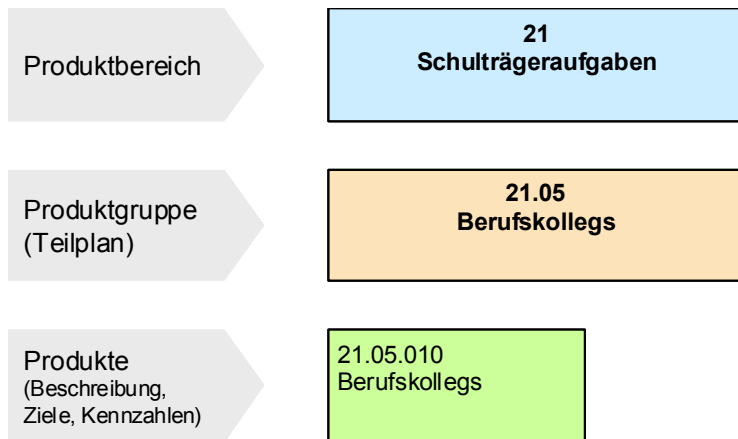 Produktbereich
21
Schulträgeraufgaben
Produktgruppe
(Teilplan)
21.05
Berufskollegs
Produkte
(Beschreibung,
Ziele, Kennzahlen)
21.05.010
Berufskollegs